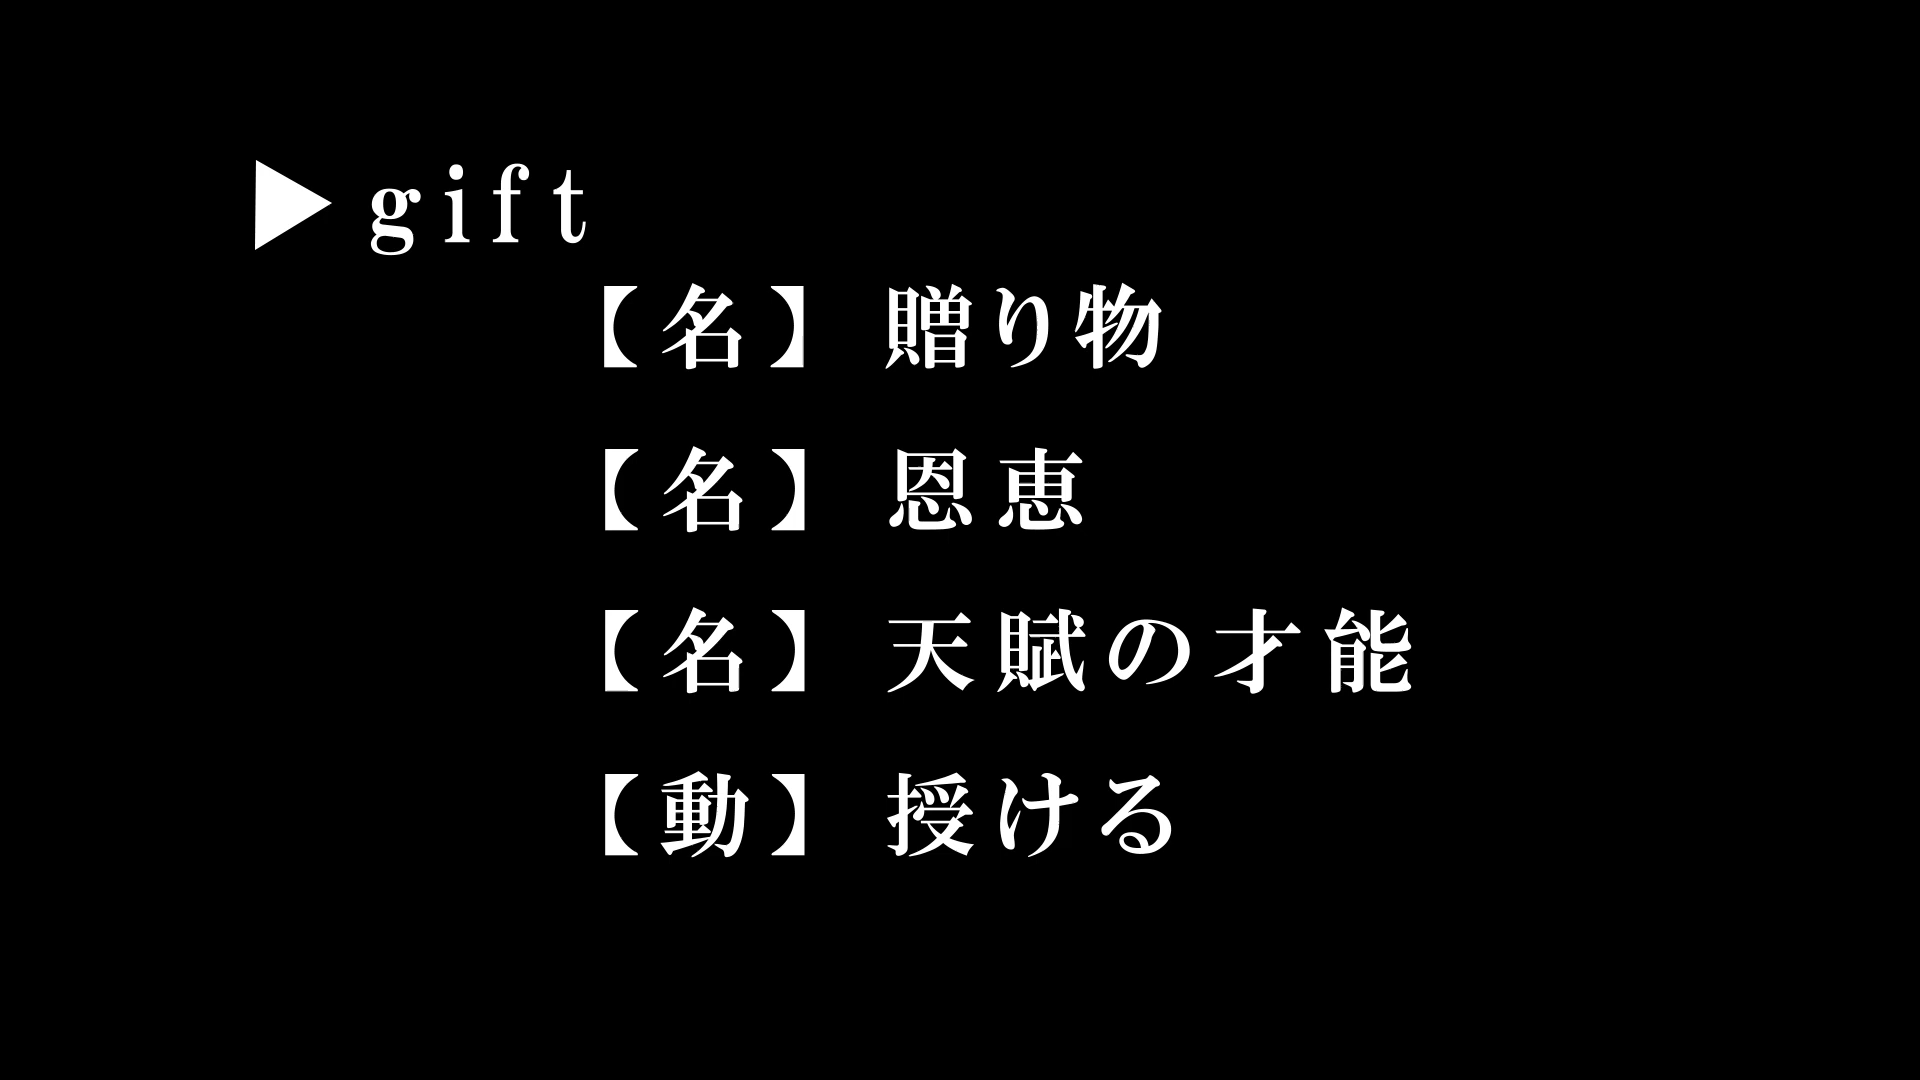 ▶gift
【名】 贈り物
【名】 恩恵
【名】 天賦の才能
【動】 授ける